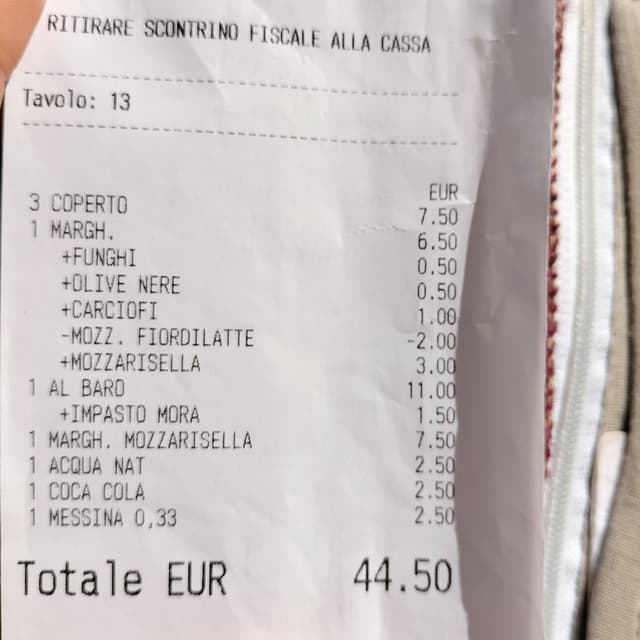 RITIRARE SCONTRINO FISCALE ALLA CASSA
Tavolo: 13
EUR
3 COPERTO 7.50
1 MARGH. 6.50
+FUNGHI 0.50
+OLIVE NERE 0.50
+CARCIOFI 1.00
-MOZZ. FIORDILATTE -2.00
+MOZZARISELLA 3.00
1 AL BARO 11.00
+IMPASTO MORA 1.50
1 MARGH. MOZZARISELLA 7.50
1 ACQUA NAT 2.50
1 COCA COLA 2.50
1 MESSINA 0,33 2.50
Totale EUR 44.50